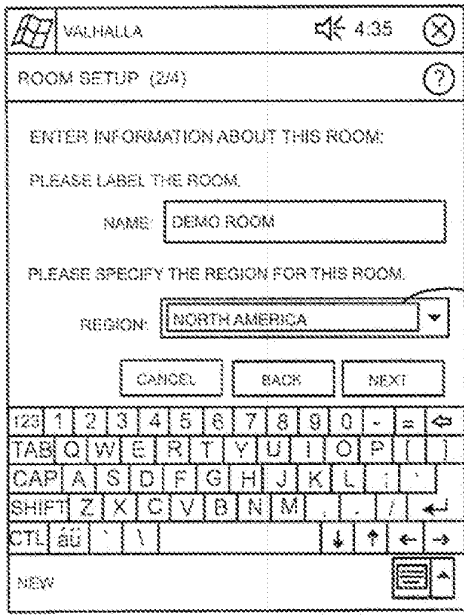 VALHALLA 4:35
ROOM SETUP (2/4)
ENTER INFORMATION ABOUT THIS ROOM:
PLEASE LABEL THE ROOM.
NAME: DEMO ROOM
PLEASE SPECIFY THE REGION FOR THIS ROOM.
REGION: NORTH AMERICA
CANCEL BACK NEXT
123 1 2 3 4 5 6 7 8 9 0 - =
TAB Q W E R T Y U I O P [ ]
CAP A S D F G H J K L ; '
SHIFT Z X C V B N M , . /
CTL áü ` \
NEW